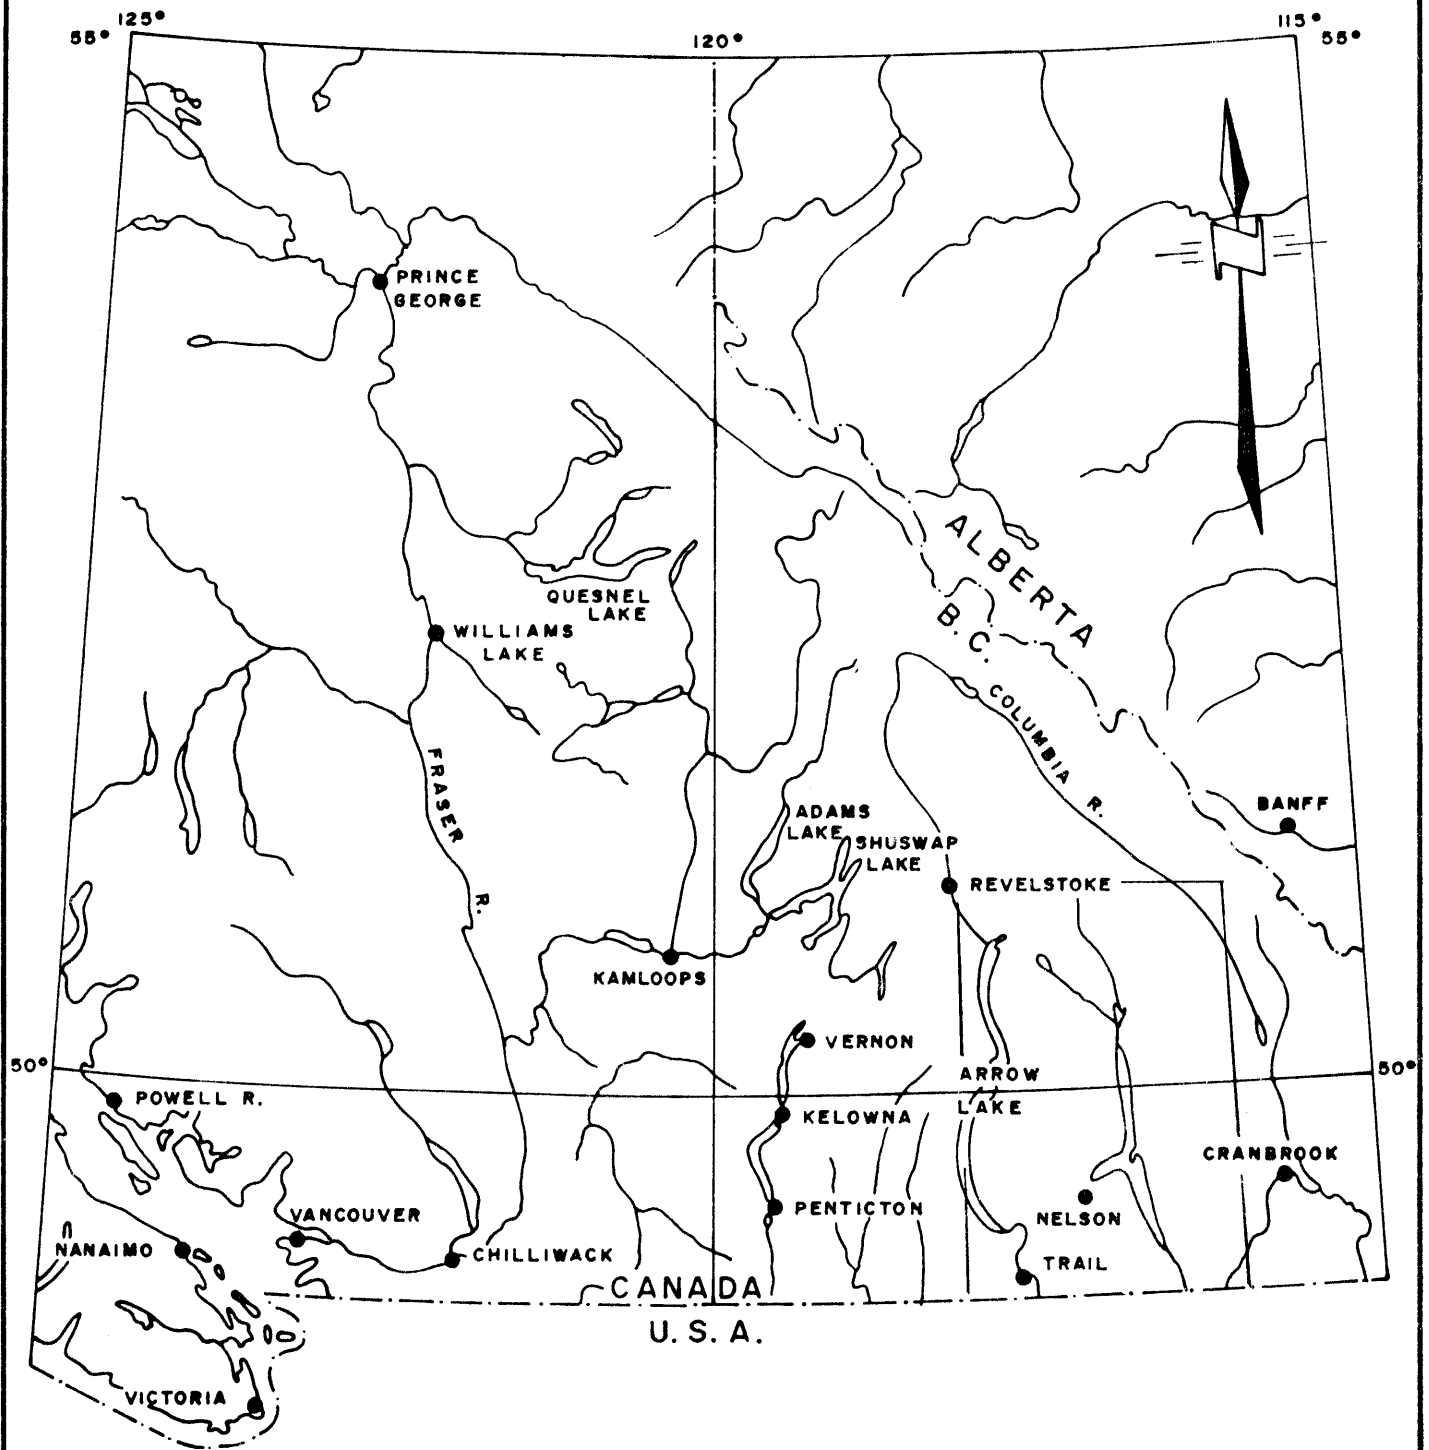 125°
55°
120°
115°
55°
N
PRINCE
GEORGE
ALBERTA
B.C.
QUESNEL
LAKE
WILLIAMS
LAKE
COLUMBIA R.
FRASER R.
BANFF
ADAMS
LAKE
SHUSWAP
LAKE
REVELSTOKE
KAMLOOPS
VERNON
50°
50°
ARROW
LAKE
POWELL R.
KELOWNA
CRANBROOK
PENTICTON
NELSON
VANCOUVER
NANAIMO
CHILLIWACK
TRAIL
CANADA
U.S.A.
VICTORIA